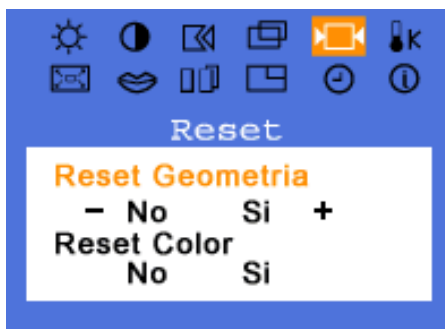 K
Reset
Reset Geometria
- No Si +
Reset Color
No Si